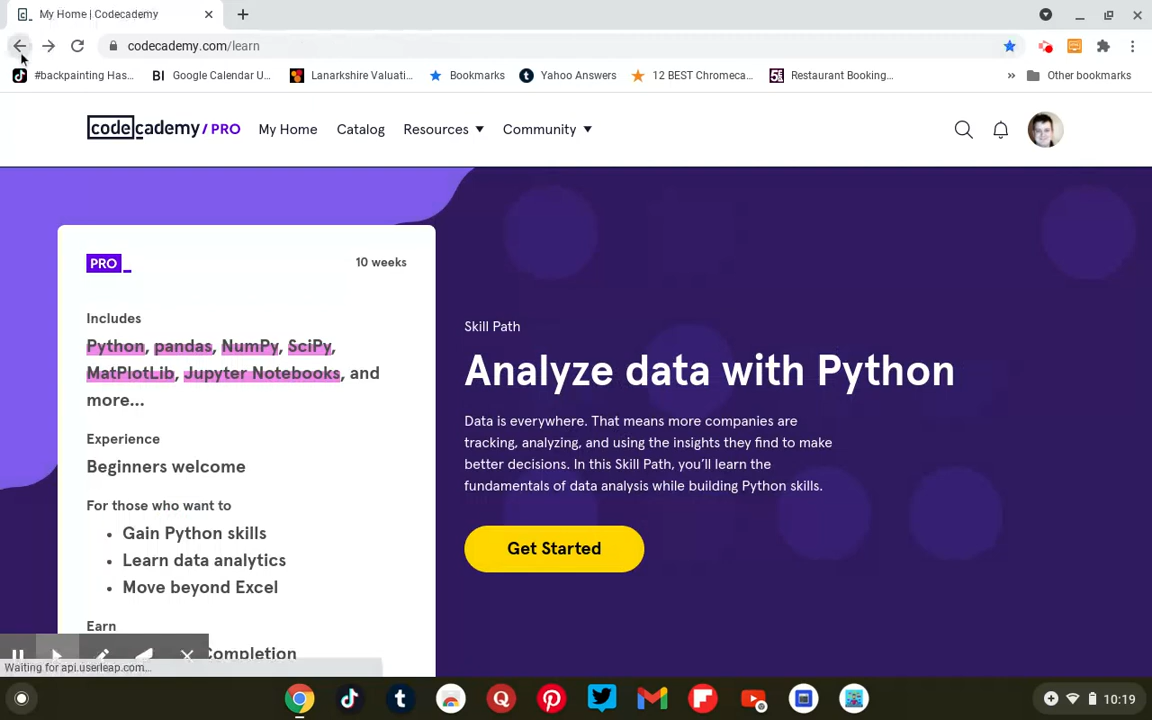 My Home | Codecademy
codecademy.com/learn
#backpainting Has...
BI Google Calendar U...
Lanarkshire Valuati...
Bookmarks
Yahoo Answers
12 BEST Chromeca...
Restaurant Booking...
» Other bookmarks
codecademy / PRO My Home Catalog Resources Community
PRO
10 weeks
Includes
Python, pandas, NumPy, SciPy,
MatPlotLib, Jupyter Notebooks, and
more...
Experience
Beginners welcome
For those who want to
• Gain Python skills
• Learn data analytics
• Move beyond Excel
Earn
Completion
Skill Path
Analyze data with Python
Data is everywhere. That means more companies are
tracking, analyzing, and using the insights they find to make
better decisions. In this Skill Path, you'll learn the
fundamentals of data analysis while building Python skills.
Get Started
Waiting for api.userleap.com...
10:19